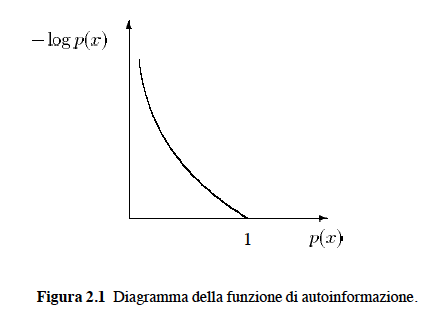 − log p(x)
1
p(x)
Figura 2.1 Diagramma della funzione di autoinformazione.